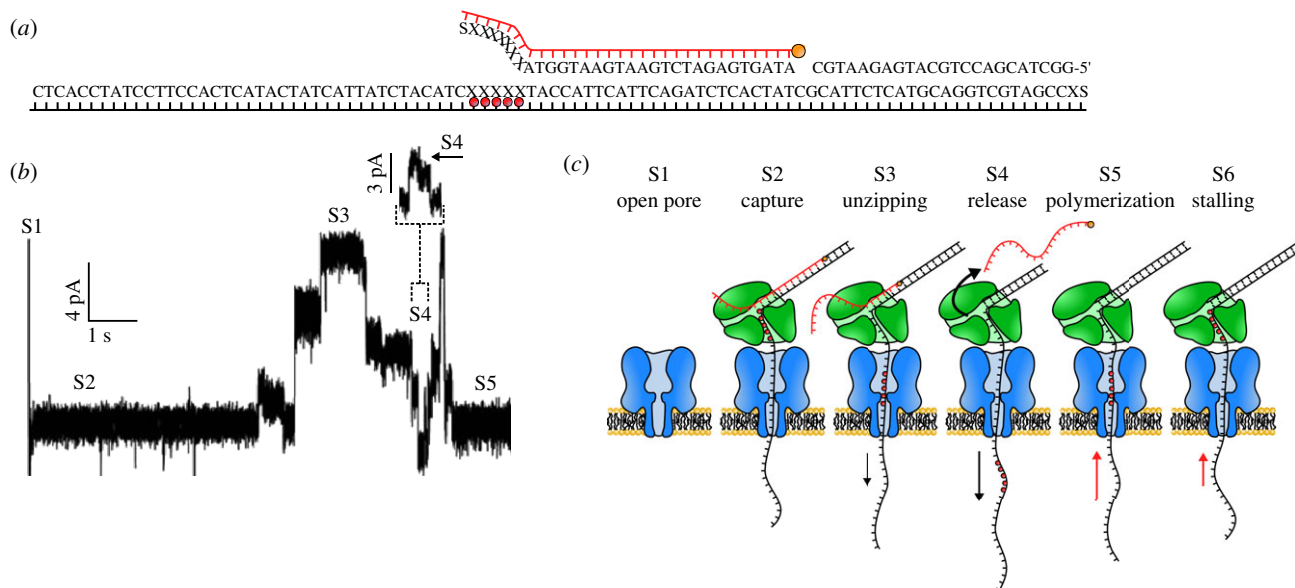 (a)
SXXXXXXX
ATGGTAAGTAAGTCTAGAGTGATA CGTAAGAGTACGTCCAGCATCGG-5'
CTCACCTATCCTTCCACTCATACTATCATTATCTACATCXXXXXTACCATTCATTCAGATCTCACTATCGCATTCTCATGCAGGTCGTAGCCXS
(b)
S1
S2
S3
3 pA
S4
S4
S5
4 pA
1 s
(c)
S1 S2 S3 S4 S5 S6
open pore capture unzipping release polymerization stalling